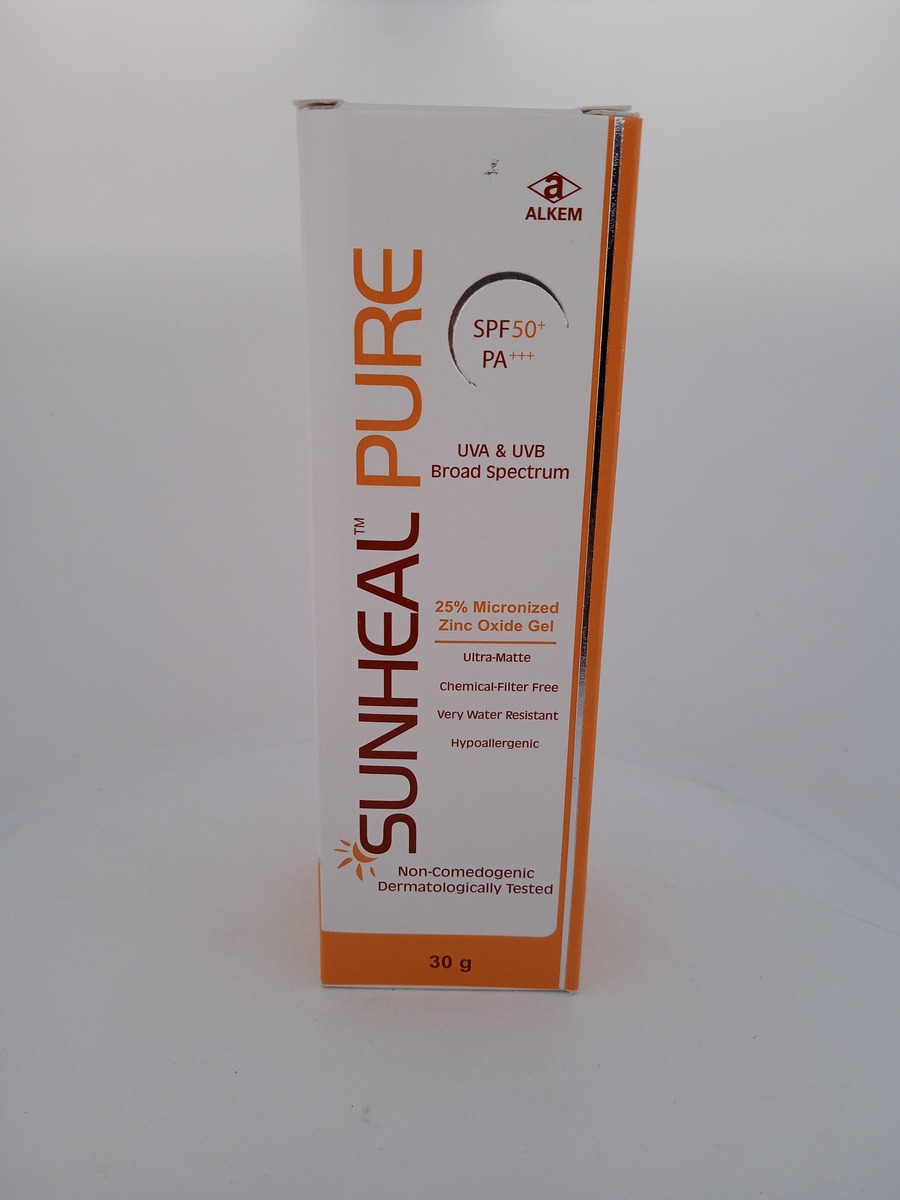 a
ALKEM
SPF50+
PA+++
SUNHEAL™ PURE
UVA & UVB
Broad Spectrum
25% Micronized
Zinc Oxide Gel
Ultra-Matte
Chemical-Filter Free
Very Water Resistant
Hypoallergenic
Non-Comedogenic
Dermatologically Tested
30 g